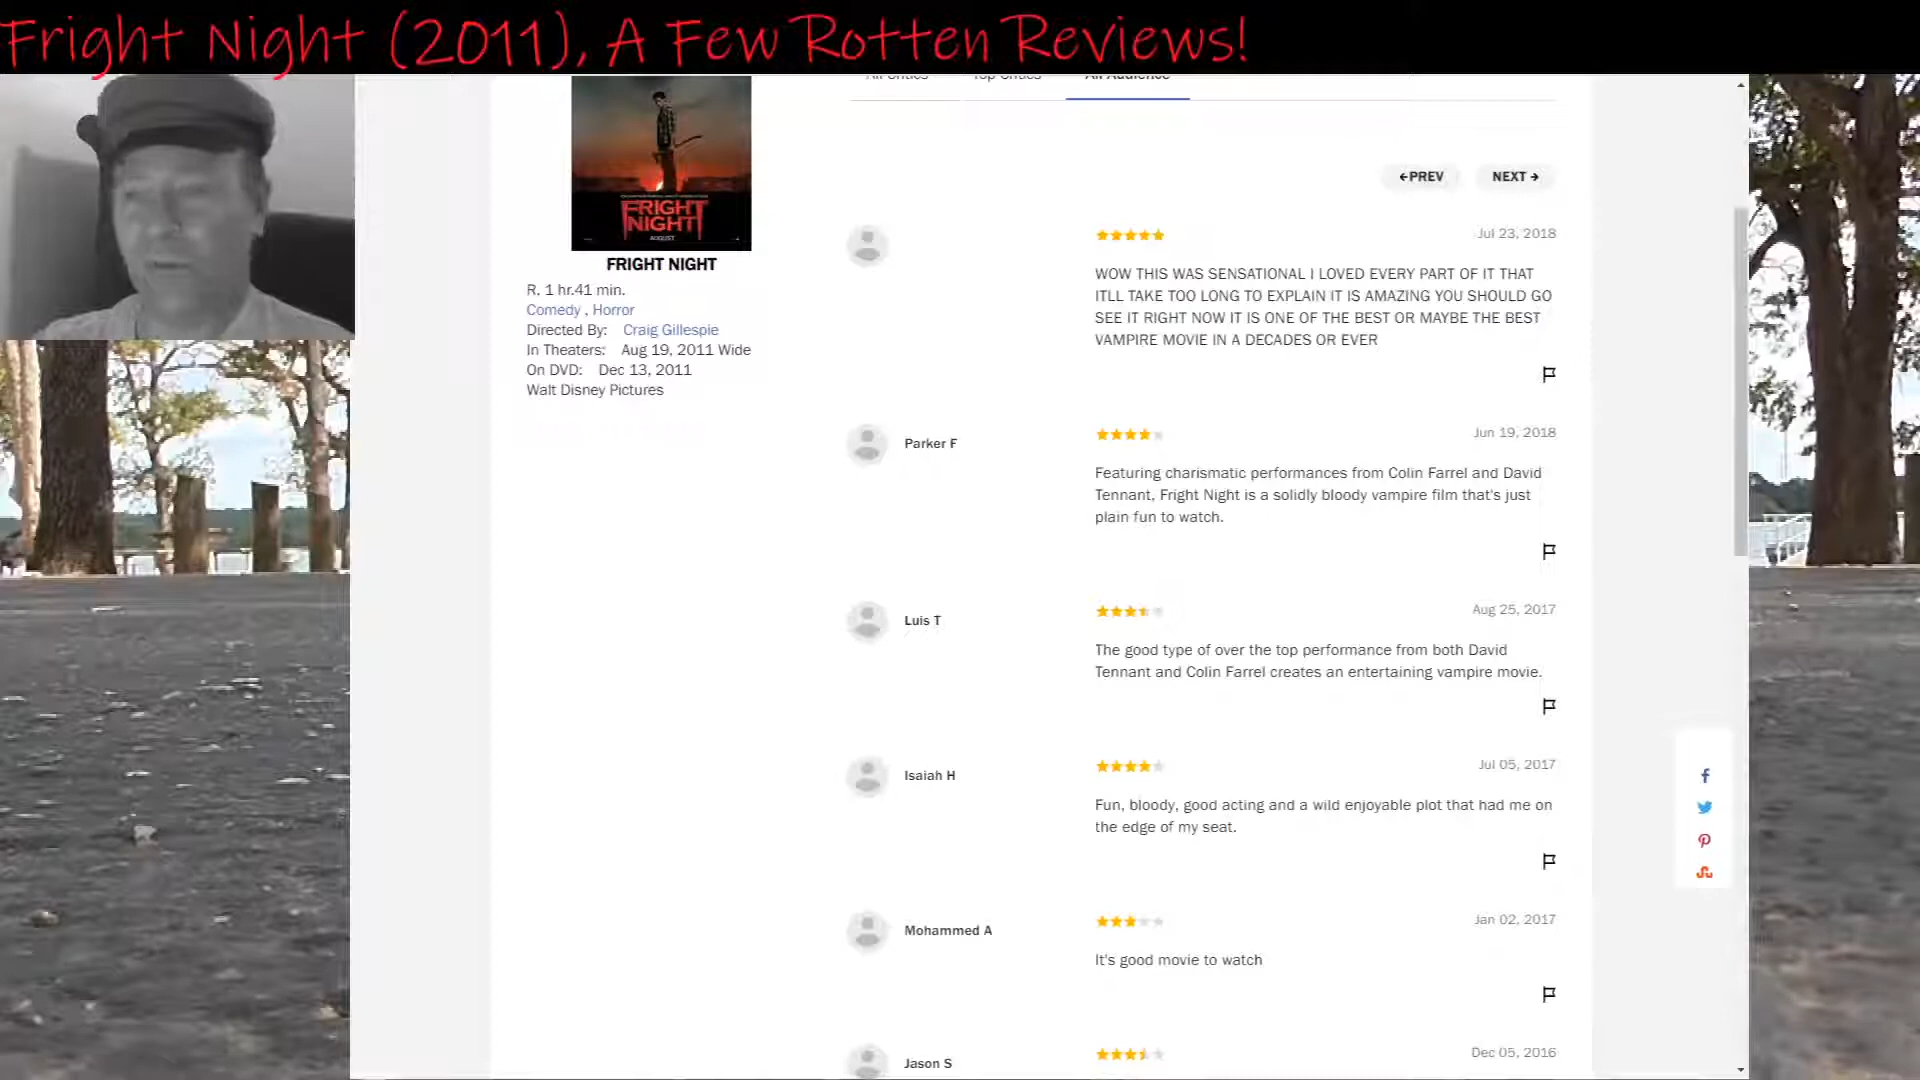 Fright Night (2011), A Few Rotten Reviews!
All Critics Top Critics All Audience
←PREV NEXT →
FRIGHT NIGHT
AUGUST
FRIGHT NIGHT
R, 1 hr.41 min.
Comedy , Horror
Directed By: Craig Gillespie
In Theaters: Aug 19, 2011 Wide
On DVD: Dec 13, 2011
Walt Disney Pictures
Jul 23, 2018
WOW THIS WAS SENSATIONAL I LOVED EVERY PART OF IT THAT
ITLL TAKE TOO LONG TO EXPLAIN IT IS AMAZING YOU SHOULD GO
SEE IT RIGHT NOW IT IS ONE OF THE BEST OR MAYBE THE BEST
VAMPIRE MOVIE IN A DECADES OR EVER
Parker F
Jun 19, 2018
Featuring charismatic performances from Colin Farrel and David
Tennant, Fright Night is a solidly bloody vampire film that's just
plain fun to watch.
Luis T
Aug 25, 2017
The good type of over the top performance from both David
Tennant and Colin Farrel creates an entertaining vampire movie.
Isaiah H
Jul 05, 2017
Fun, bloody, good acting and a wild enjoyable plot that had me on
the edge of my seat.
Mohammed A
Jan 02, 2017
It's good movie to watch
Jason S
Dec 05, 2016